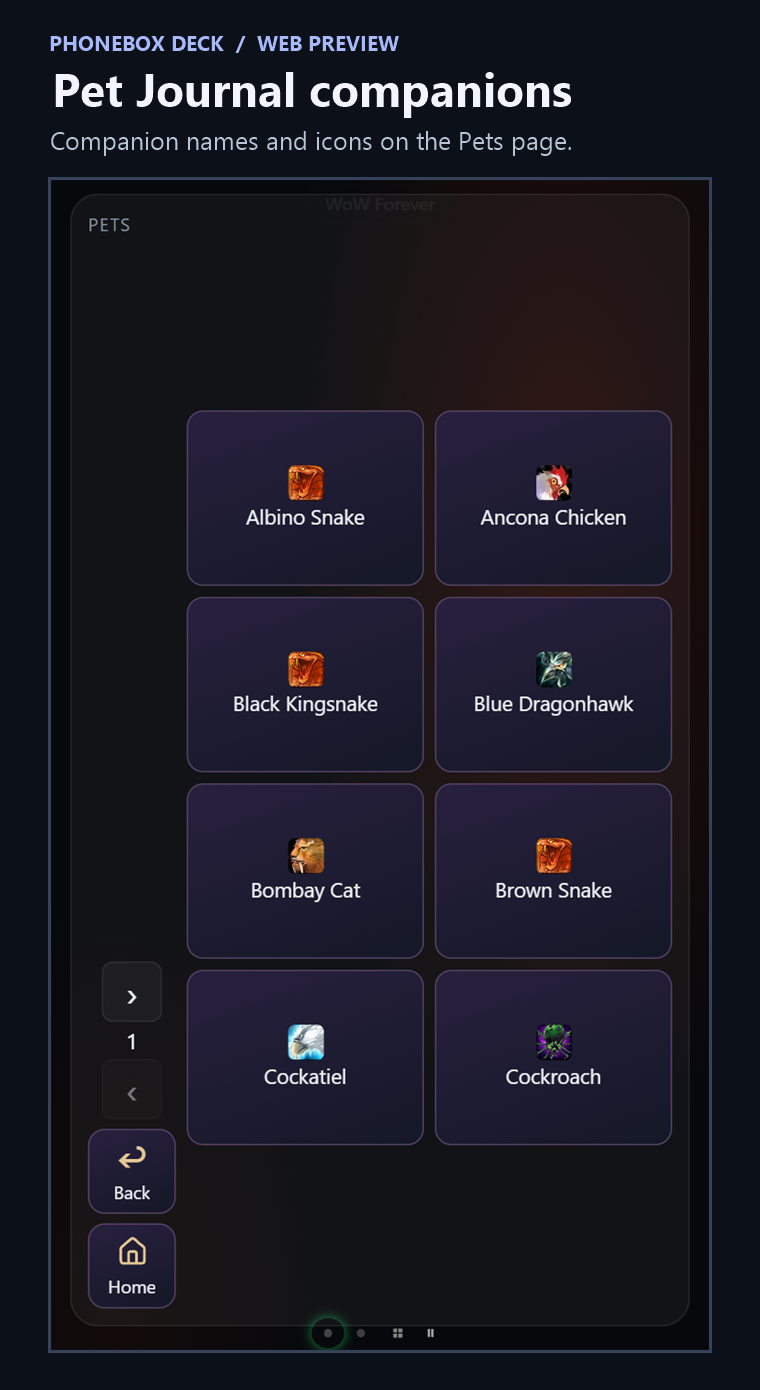 PHONEBOX DECK / WEB PREVIEW
Pet Journal companions
Companion names and icons on the Pets page.
WoW Forever
PETS
Albino Snake
Ancona Chicken
Black Kingsnake
Blue Dragonhawk
Bombay Cat
Brown Snake
Cockatiel
Cockroach
›
1
‹
Back
Home